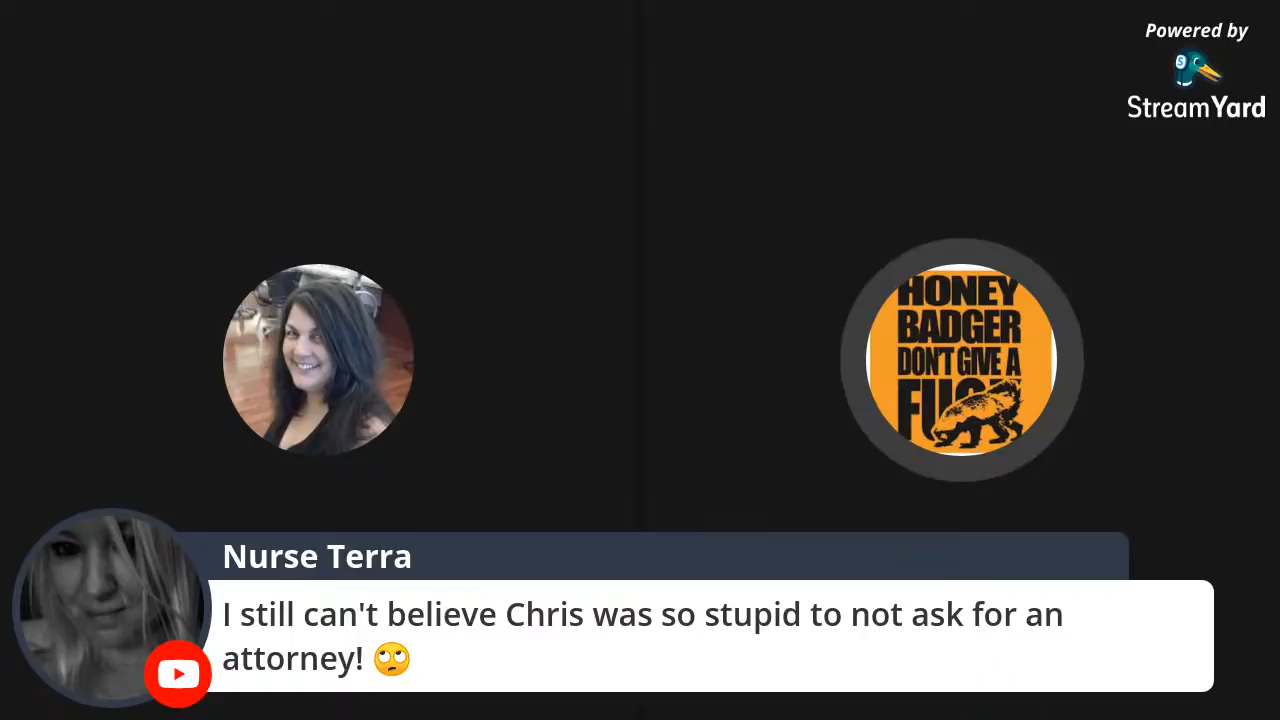 Powered by
StreamYard
HONEY
BADGER
DON'T GIVE A
Nurse Terra
I still can't believe Chris was so stupid to not ask for an
attorney! 🙄